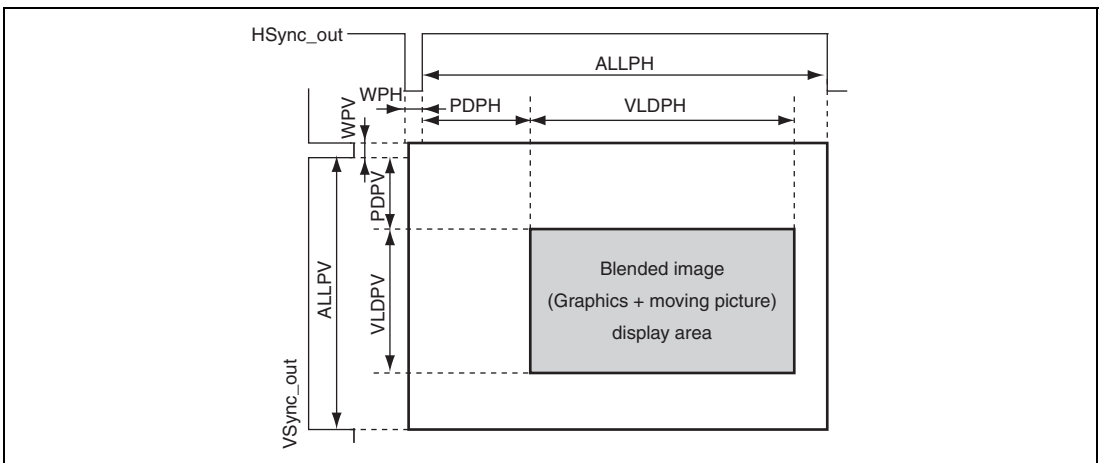 HSync_out
ALLPH
WPH
PDPH
VLDPH
WPV
PDPV
ALLPV
VLDPV
Blended image
(Graphics + moving picture)
display area
VSync_out